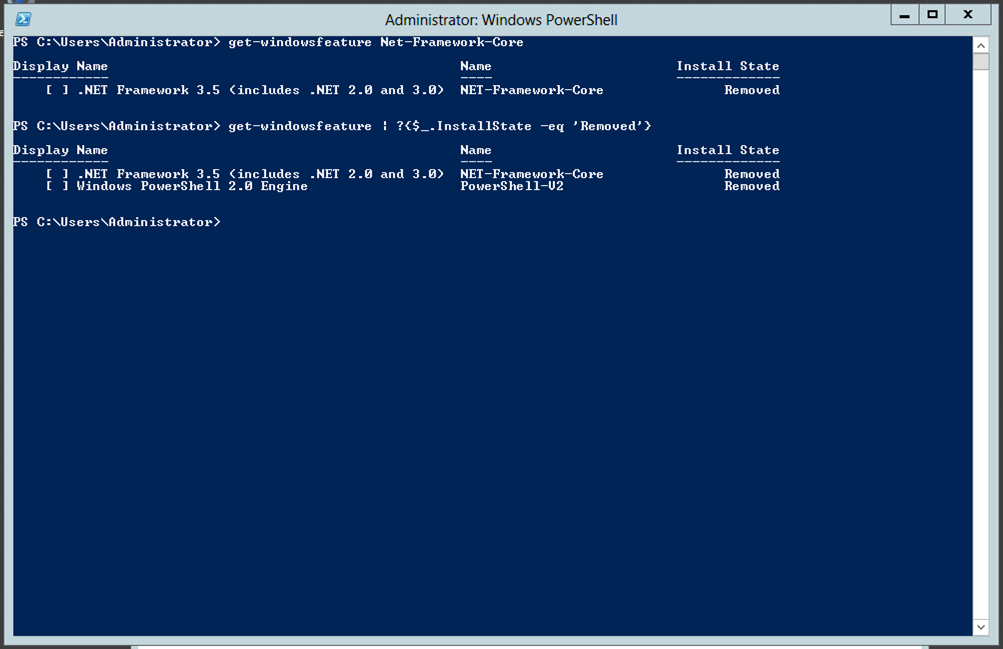 Administrator: Windows PowerShell
PS C:\Users\Administrator> get-windowsfeature Net-Framework-Core
Display Name Name Install State
------------ ---- -------------
[ ] .NET Framework 3.5 (includes .NET 2.0 and 3.0) NET-Framework-Core Removed
PS C:\Users\Administrator> get-windowsfeature | ?{$_.InstallState -eq 'Removed'}
Display Name Name Install State
------------ ---- -------------
[ ] .NET Framework 3.5 (includes .NET 2.0 and 3.0) NET-Framework-Core Removed
[ ] Windows PowerShell 2.0 Engine PowerShell-V2 Removed
PS C:\Users\Administrator>